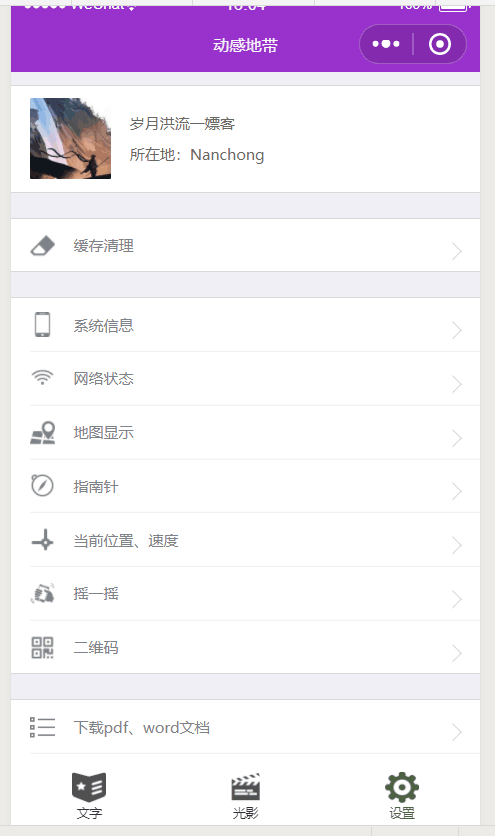 动感地带
岁月洪流一嫖客
所在地：Nanchong
缓存清理
系统信息
网络状态
地图显示
指南针
当前位置、速度
摇一摇
二维码
下载pdf、word文档
文字
光影
设置